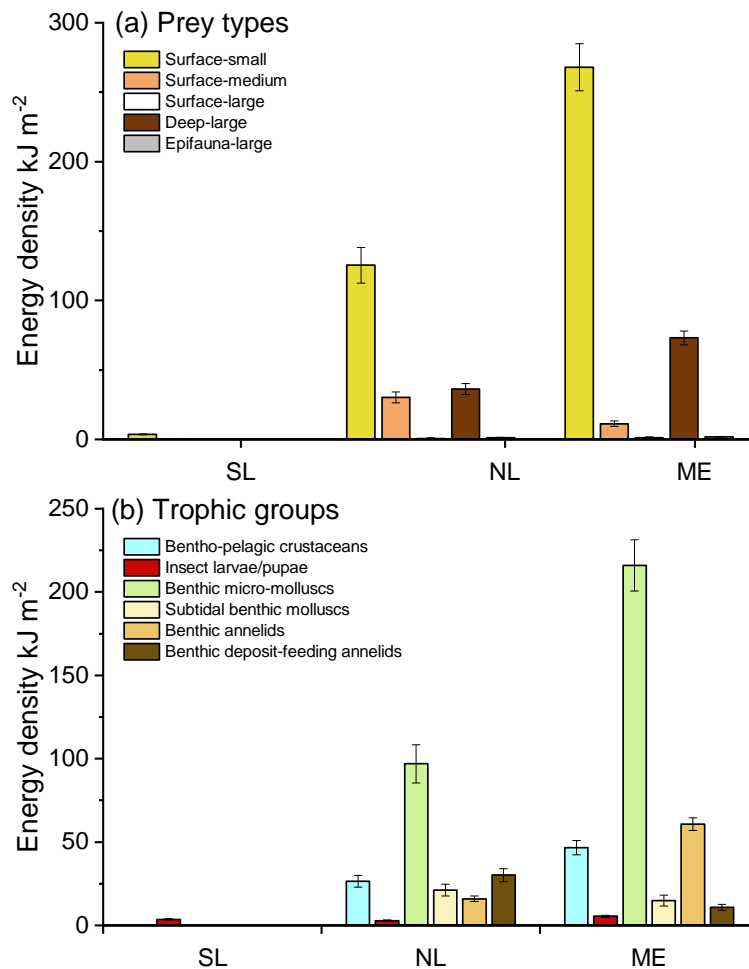 (a) Prey types
Surface-small
Surface-medium
Surface-large
Deep-large
Epifauna-large
300
200
100
0
Energy density kJ m-2
SL NL ME
(b) Trophic groups
Bentho-pelagic crustaceans
Insect larvae/pupae
Benthic micro-molluscs
Subtidal benthic molluscs
Benthic annelids
Benthic deposit-feeding annelids
250
200
150
100
50
0
Energy density kJ m-2
SL NL ME